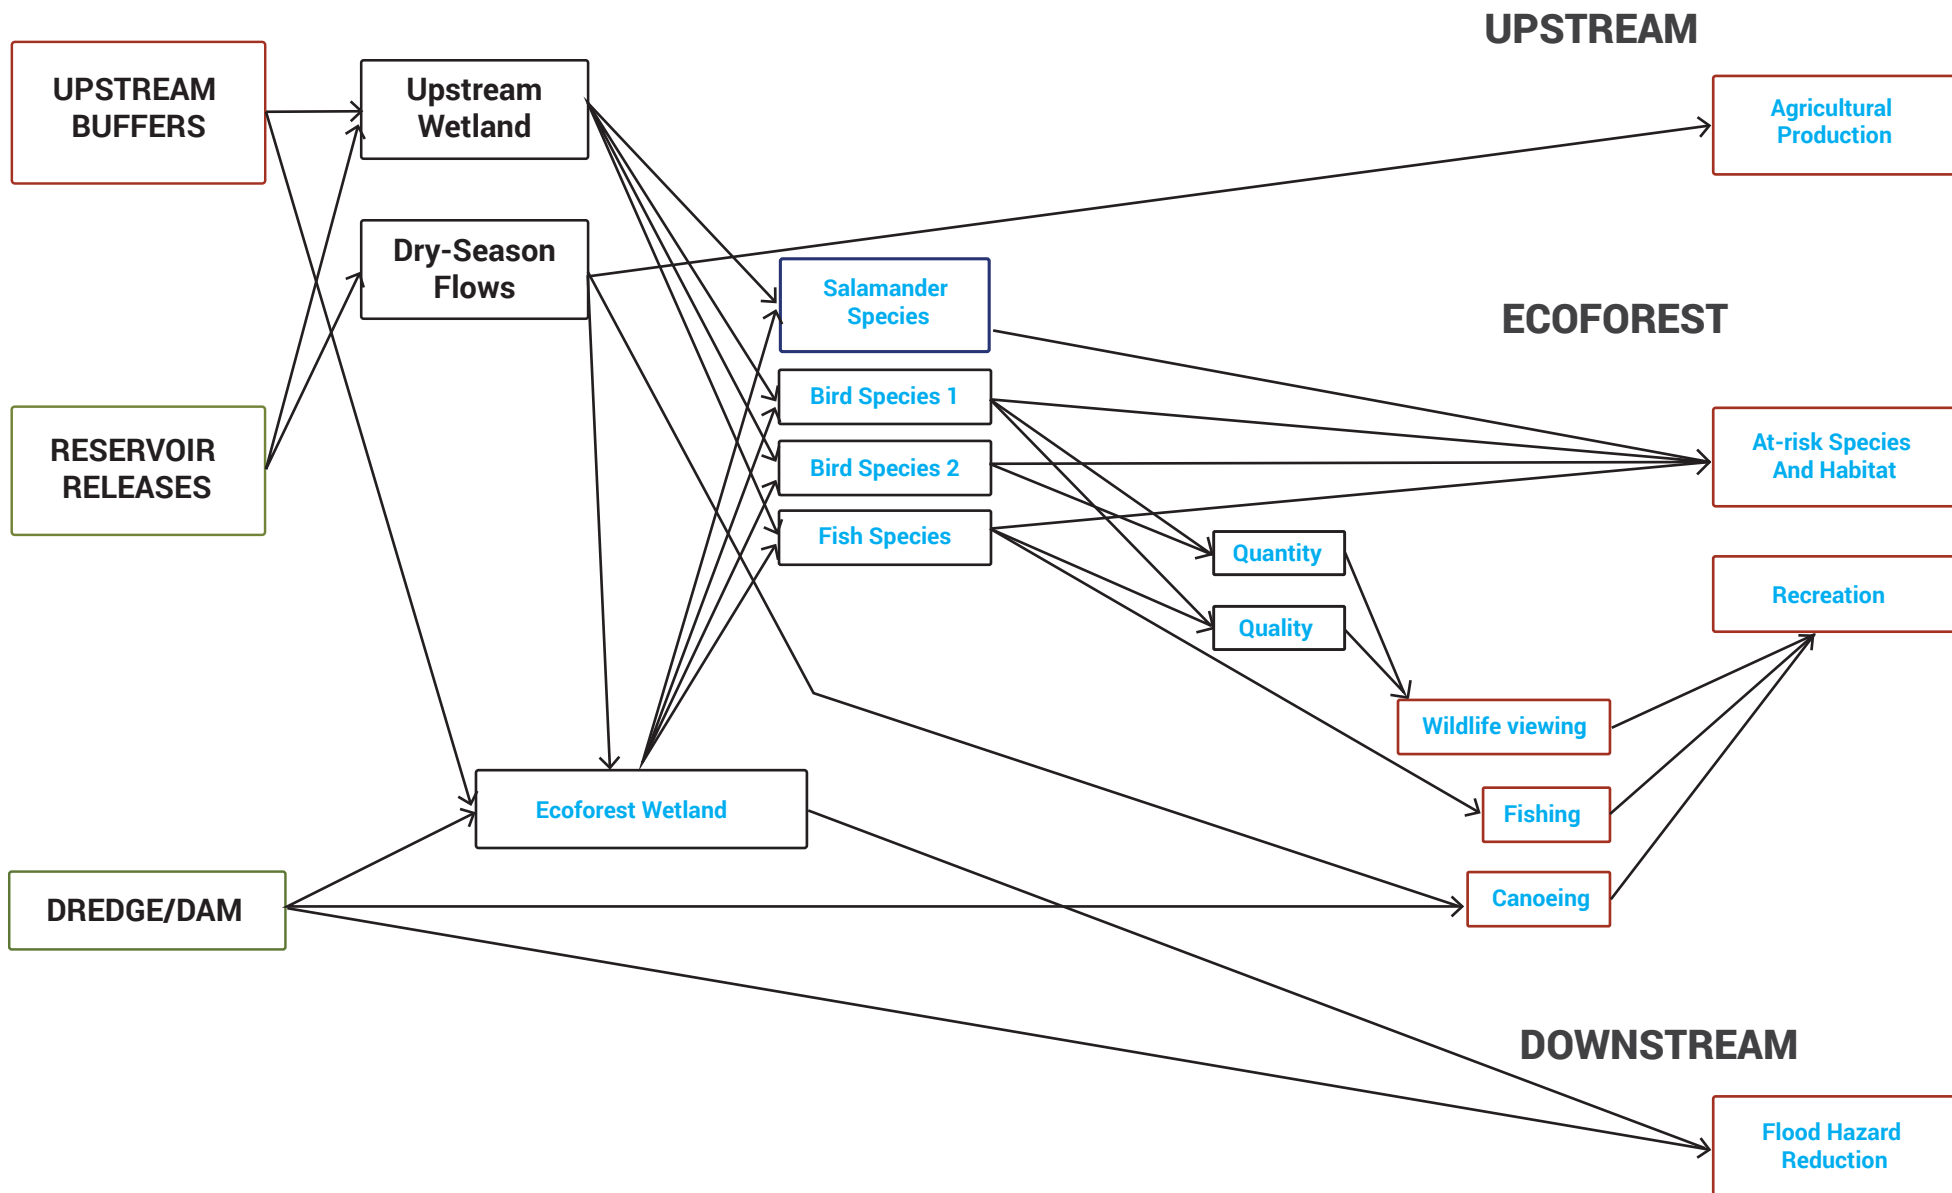 UPSTREAM
UPSTREAM
BUFFERS
Upstream
Wetland
Agricultural
Production
Dry-Season
Flows
Salamander
Species
ECOFOREST
Bird Species 1
RESERVOIR
RELEASES
Bird Species 2
At-risk Species
And Habitat
Fish Species
Quantity
Recreation
Quality
Wildlife viewing
Ecoforest Wetland
Fishing
DREDGE/DAM
Canoeing
DOWNSTREAM
Flood Hazard
Reduction